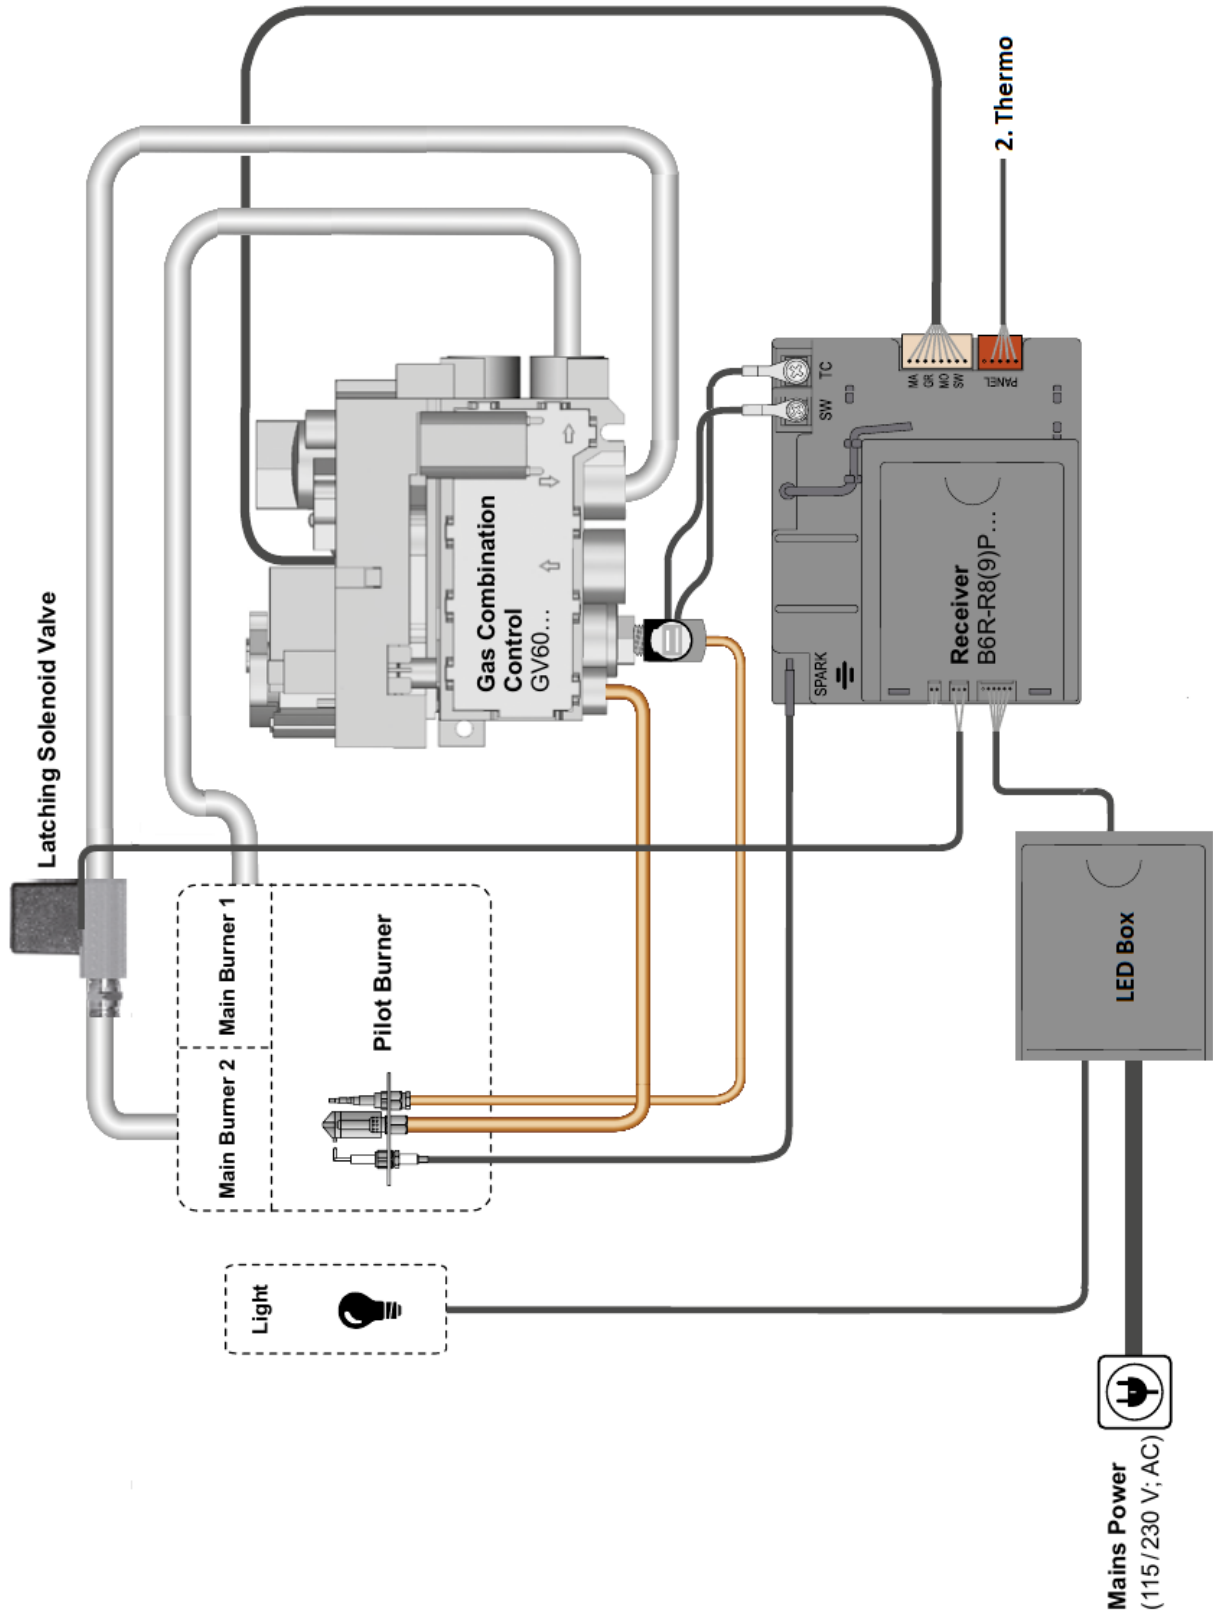 Latching Solenoid Valve
2. Thermo
Gas Combination
Control
GV60...
TC
SW
MA
GR
MO
SW
PANEL
SPARK
Receiver
B6R-R8(9)P...
Main Burner 1
Main Burner 2
Pilot Burner
LED Box
Light
Mains Power
(115/230 V; AC)